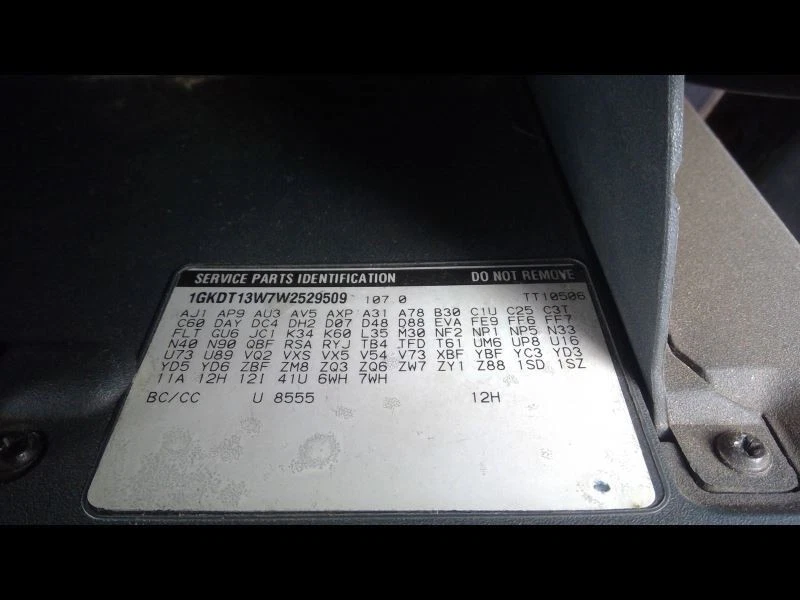 SERVICE PARTS IDENTIFICATION DO NOT REMOVE
1GKDT13W7W2529509 107.0 TT10506
AJ1 AP9 AU3 AV5 AXP A31 A78 B30 C1U C25 C3T
C60 DAY DC4 DH2 D07 D48 D88 EVA FE9 FF6 FF7
FLT GU6 JC1 K34 K60 L35 M30 NF2 NP1 NP5 N33
N40 N90 QBF RSA RYJ TB4 TFD T61 UM6 UP8 U16
U73 U89 VQ2 VXS VX5 V54 V73 XBF YBF YC3 YD3
YD5 YD6 ZBF ZM8 ZQ3 ZQ6 ZW7 ZY1 Z88 1SD 1SZ
11A 12H 12I 41U 6WH 7WH
BC/CC U 8555 12H